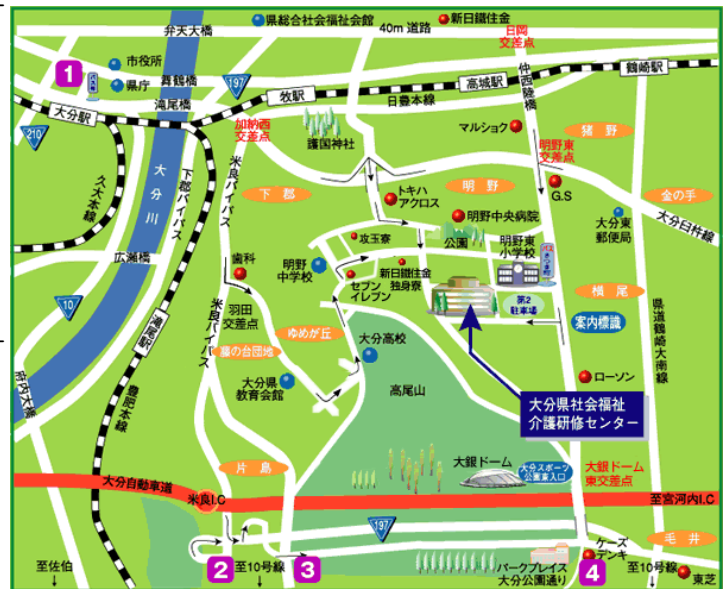 県総合社会福祉会館
新日鐵住金
弁天大橋
40m 道路
日岡
交差点
市役所
鶴崎駅
1
県庁
舞鶴橋
197
高城駅
仲西陸橋
牧駅
日豊本線
大分駅
滝尾橋
加納西
交差点
マルショク
猪野
210
護国神社
明野東
交差点
大分川
下郡バイパス
米良バイパス
下郡
トキハ
アクロス
明野
G.S
金の手
久大本線
明野中央病院
大分臼杵線
公園
大分東
郵便局
攻玉寮
明野東
小学校
広瀬橋
歯科
明野
中学校
新日鐵住金
独身寮
セブン
イレブン
10
羽田
交差点
米良バイパス
第2
駐車場
横尾
県道鶴崎大南線
案内標識
滝尾駅
ゆめが丘
大分高校
府内大橋
大分県
教育会館
高尾山
ローソン
豊肥本線
大分県社会福祉
介護研修センター
片島
大銀ドーム
大分スポーツ
公園東入口
大銀ドーム
東交差点
大分自動車道
米良I.C
至宮河内I.C
197
毛井
ケーズ
デンキ
至佐伯
2
至10号線
3
パークプレイス
大分公園通り
4
至10号線
東芝